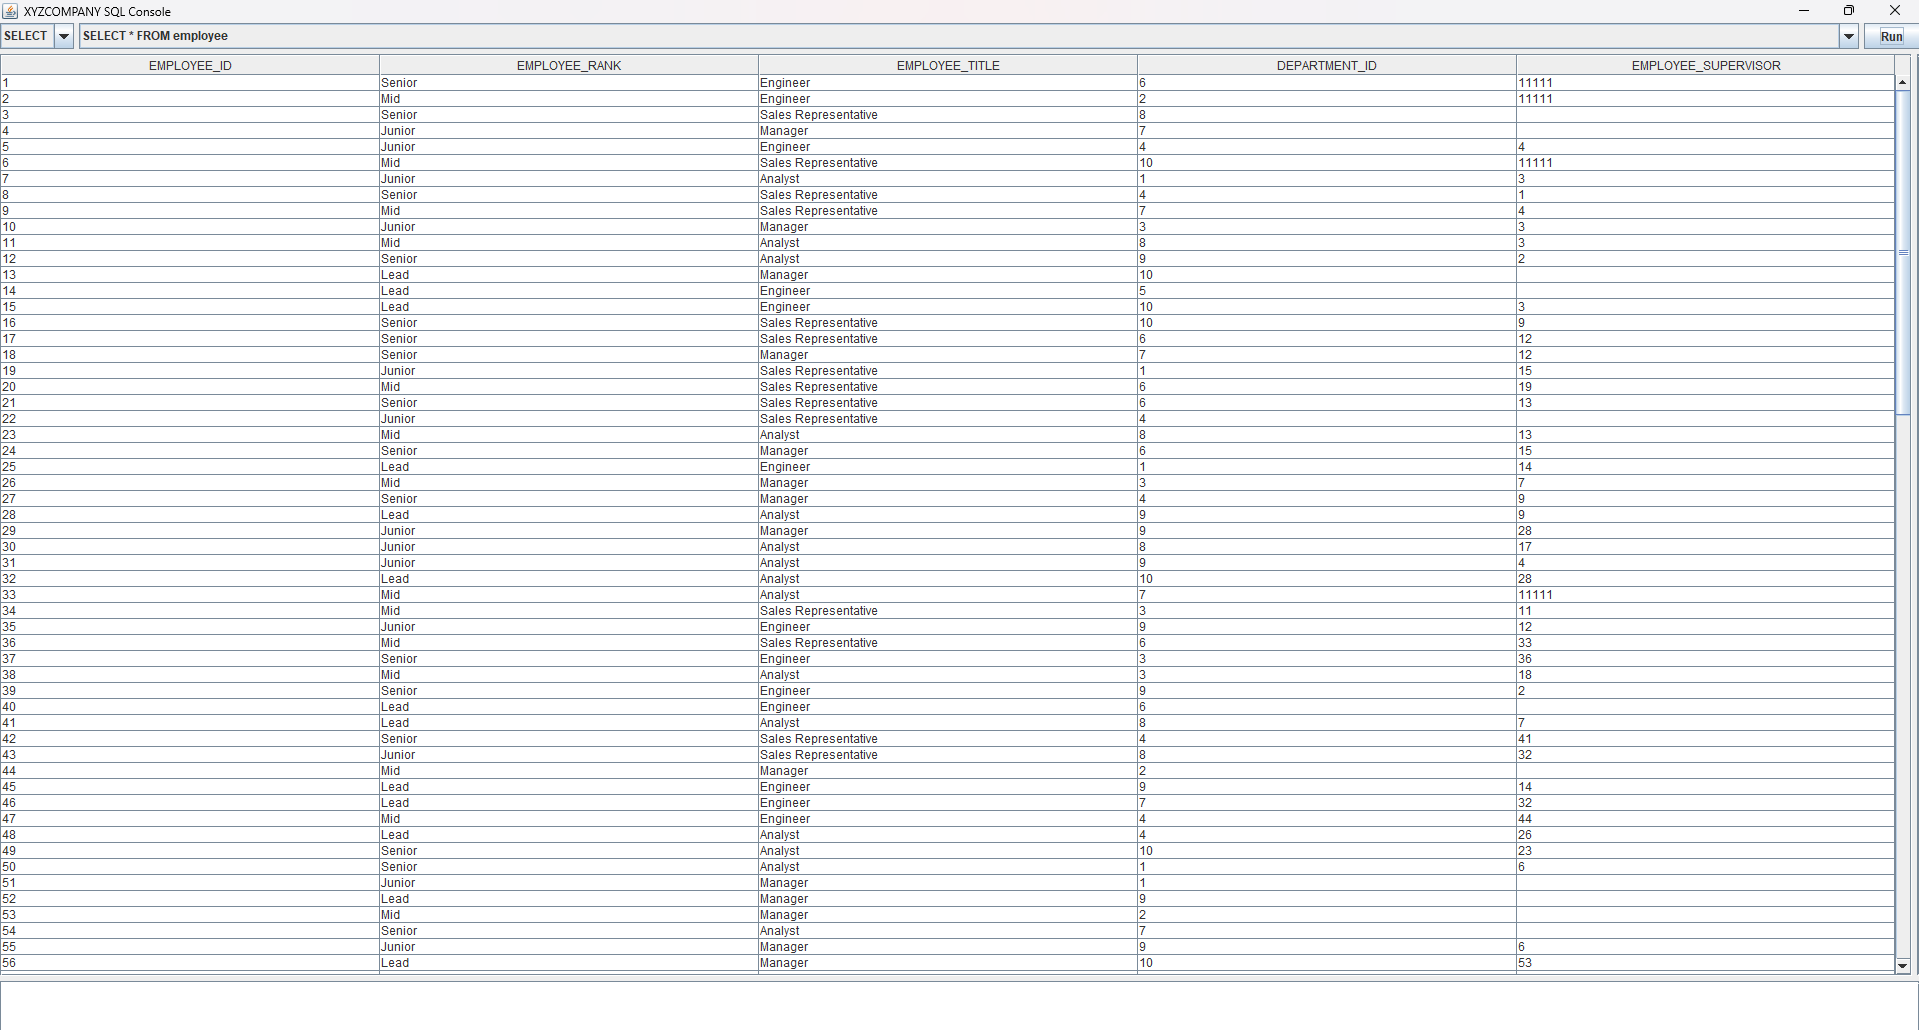 XYZCOMPANY SQL Console
SELECT SELECT * FROM employee Run
EMPLOYEE_ID EMPLOYEE_RANK EMPLOYEE_TITLE DEPARTMENT_ID EMPLOYEE_SUPERVISOR
1 Senior Engineer 6 11111
2 Mid Engineer 2 11111
3 Senior Sales Representative 8
4 Junior Manager 7
5 Junior Engineer 4 4
6 Mid Sales Representative 10 11111
7 Junior Analyst 1 3
8 Senior Sales Representative 4 1
9 Mid Sales Representative 7 4
10 Junior Manager 3 3
11 Mid Analyst 8 3
12 Senior Analyst 9 2
13 Lead Manager 10
14 Lead Engineer 5
15 Lead Engineer 10 3
16 Senior Sales Representative 10 9
17 Senior Sales Representative 6 12
18 Senior Manager 7 12
19 Junior Sales Representative 1 15
20 Mid Sales Representative 6 19
21 Senior Sales Representative 6 13
22 Junior Sales Representative 4
23 Mid Analyst 8 13
24 Senior Manager 6 15
25 Lead Engineer 1 14
26 Mid Manager 3 7
27 Senior Manager 4 9
28 Lead Analyst 9 9
29 Junior Manager 9 28
30 Junior Analyst 8 17
31 Junior Analyst 9 4
32 Lead Analyst 10 28
33 Mid Analyst 7 11111
34 Mid Sales Representative 3 11
35 Junior Engineer 9 12
36 Mid Sales Representative 6 33
37 Senior Engineer 3 36
38 Mid Analyst 3 18
39 Senior Engineer 9 2
40 Lead Engineer 6
41 Lead Analyst 8 7
42 Senior Sales Representative 4 41
43 Junior Sales Representative 8 32
44 Mid Manager 2
45 Lead Engineer 9 14
46 Lead Engineer 7 32
47 Mid Engineer 4 44
48 Lead Analyst 4 26
49 Senior Analyst 10 23
50 Senior Analyst 1 6
51 Junior Manager 1
52 Lead Manager 9
53 Mid Manager 2
54 Senior Analyst 7
55 Junior Manager 9 6
56 Lead Manager 10 53